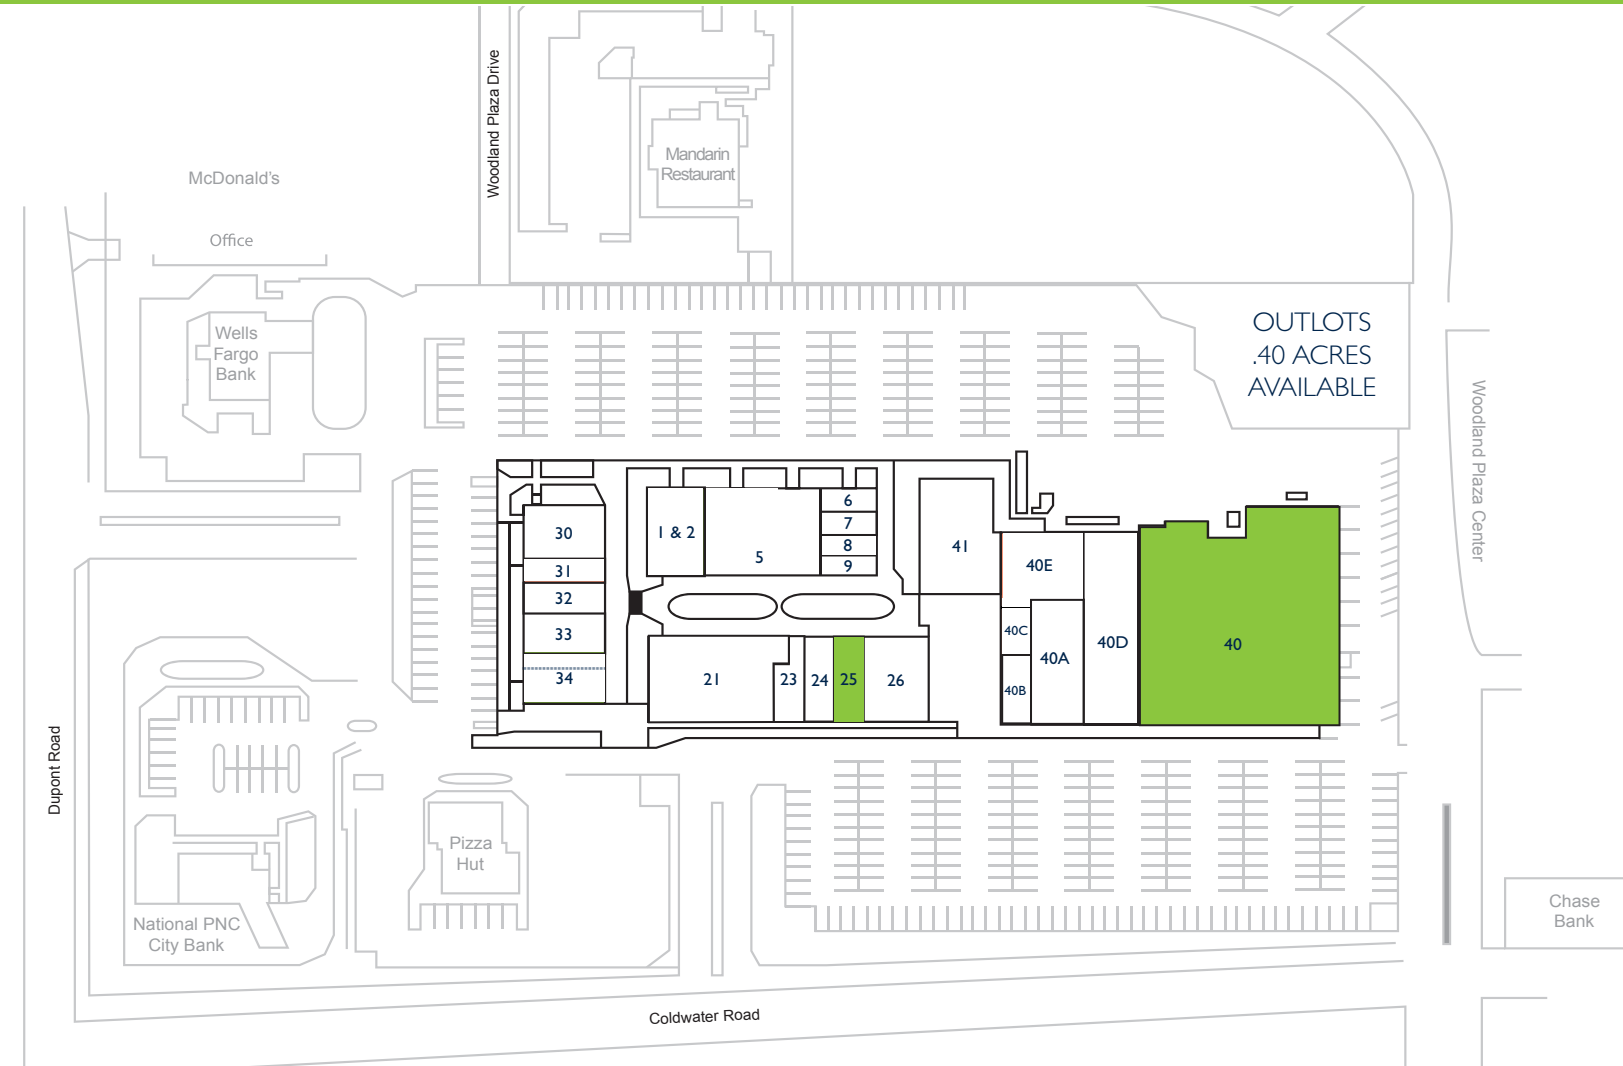 Woodland Plaza Drive
McDonald's
Office
Mandarin
Restaurant
Wells
Fargo
Bank
OUTLOTS
.40 ACRES
AVAILABLE
Woodland Plaza Center
30
31
32
33
34
1 & 2
5
6
7
8
9
41
40E
40C
40A
40B
40D
40
21
23
24
25
26
Dupont Road
Pizza
Hut
National PNC
City Bank
Chase
Bank
Coldwater Road